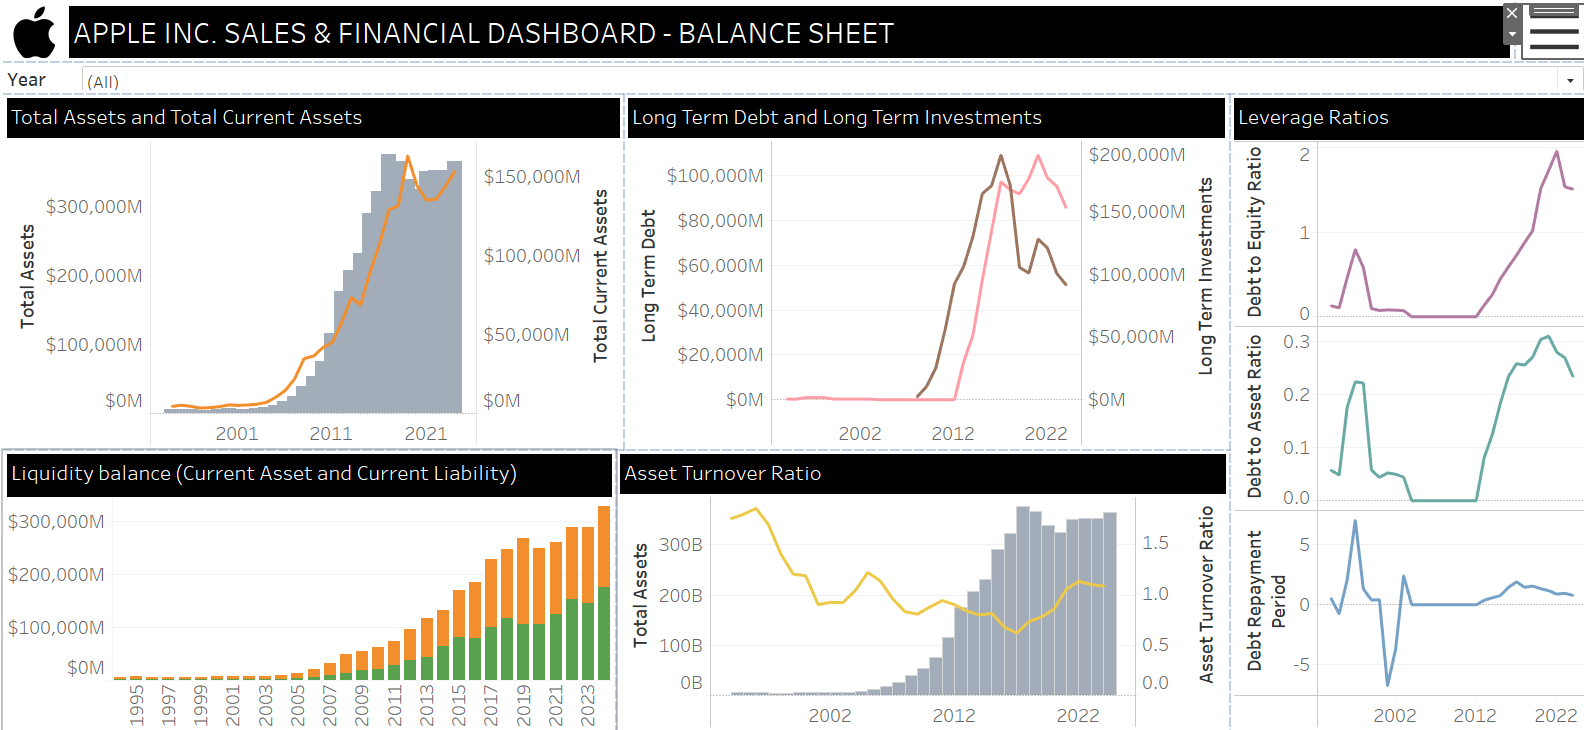 APPLE INC. SALES & FINANCIAL DASHBOARD - BALANCE SHEET
Year
(All)
Total Assets and Total Current Assets
Total Assets
$300,000M
$200,000M
$100,000M
$0M
$150,000M
$100,000M
$50,000M
$0M
Total Current Assets
2001 2011 2021
Long Term Debt and Long Term Investments
Long Term Debt
$100,000M
$80,000M
$60,000M
$40,000M
$20,000M
$0M
$200,000M
$150,000M
$100,000M
$50,000M
$0M
Long Term Investments
2002 2012 2022
Leverage Ratios
Debt to Equity Ratio
2
1
0
Debt to Asset Ratio
0.3
0.2
0.1
0.0
Debt Repayment
Period
5
0
-5
2002 2012 2022
Liquidity balance (Current Asset and Current Liability)
$300,000M
$200,000M
$100,000M
$0M
1995 1997 1999 2001 2003 2005 2007 2009 2011 2013 2015 2017 2019 2021 2023
Asset Turnover Ratio
Total Assets
300B
200B
100B
0B
1.5
1.0
0.5
0.0
Asset Turnover Ratio
2002 2012 2022